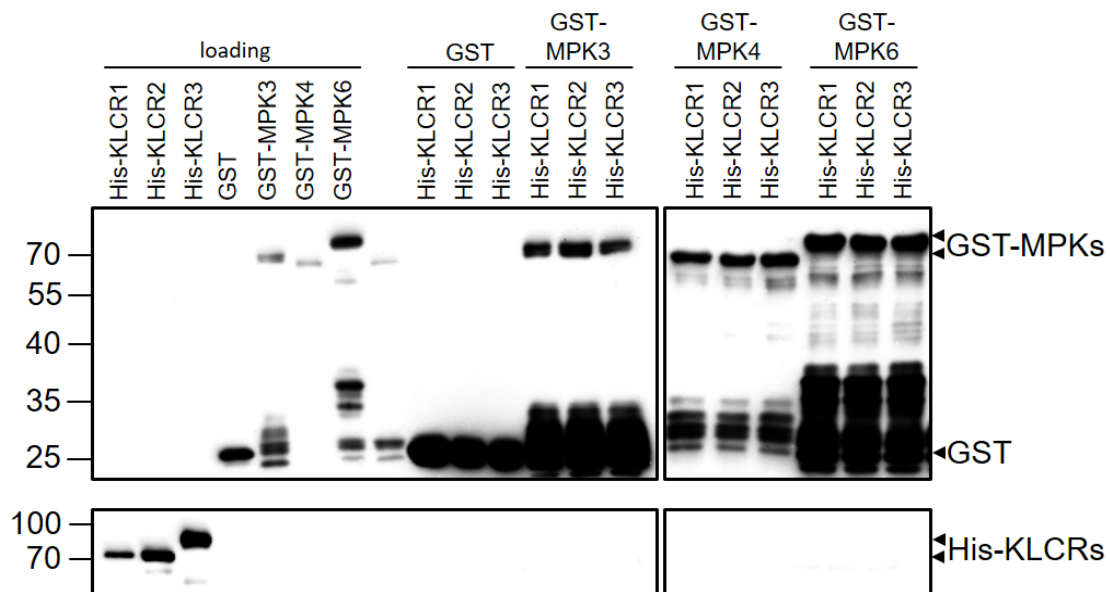 GST-
MPK3
GST-
MPK4
GST-
MPK6
loading
GST
His-KLCR1
His-KLCR2
His-KLCR3
GST
GST-MPK3
GST-MPK4
GST-MPK6
His-KLCR1
His-KLCR2
His-KLCR3
His-KLCR1
His-KLCR2
His-KLCR3
His-KLCR1
His-KLCR2
His-KLCR3
His-KLCR1
His-KLCR2
His-KLCR3
70
55
40
35
25
GST-MPKs
GST
100
70
His-KLCRs